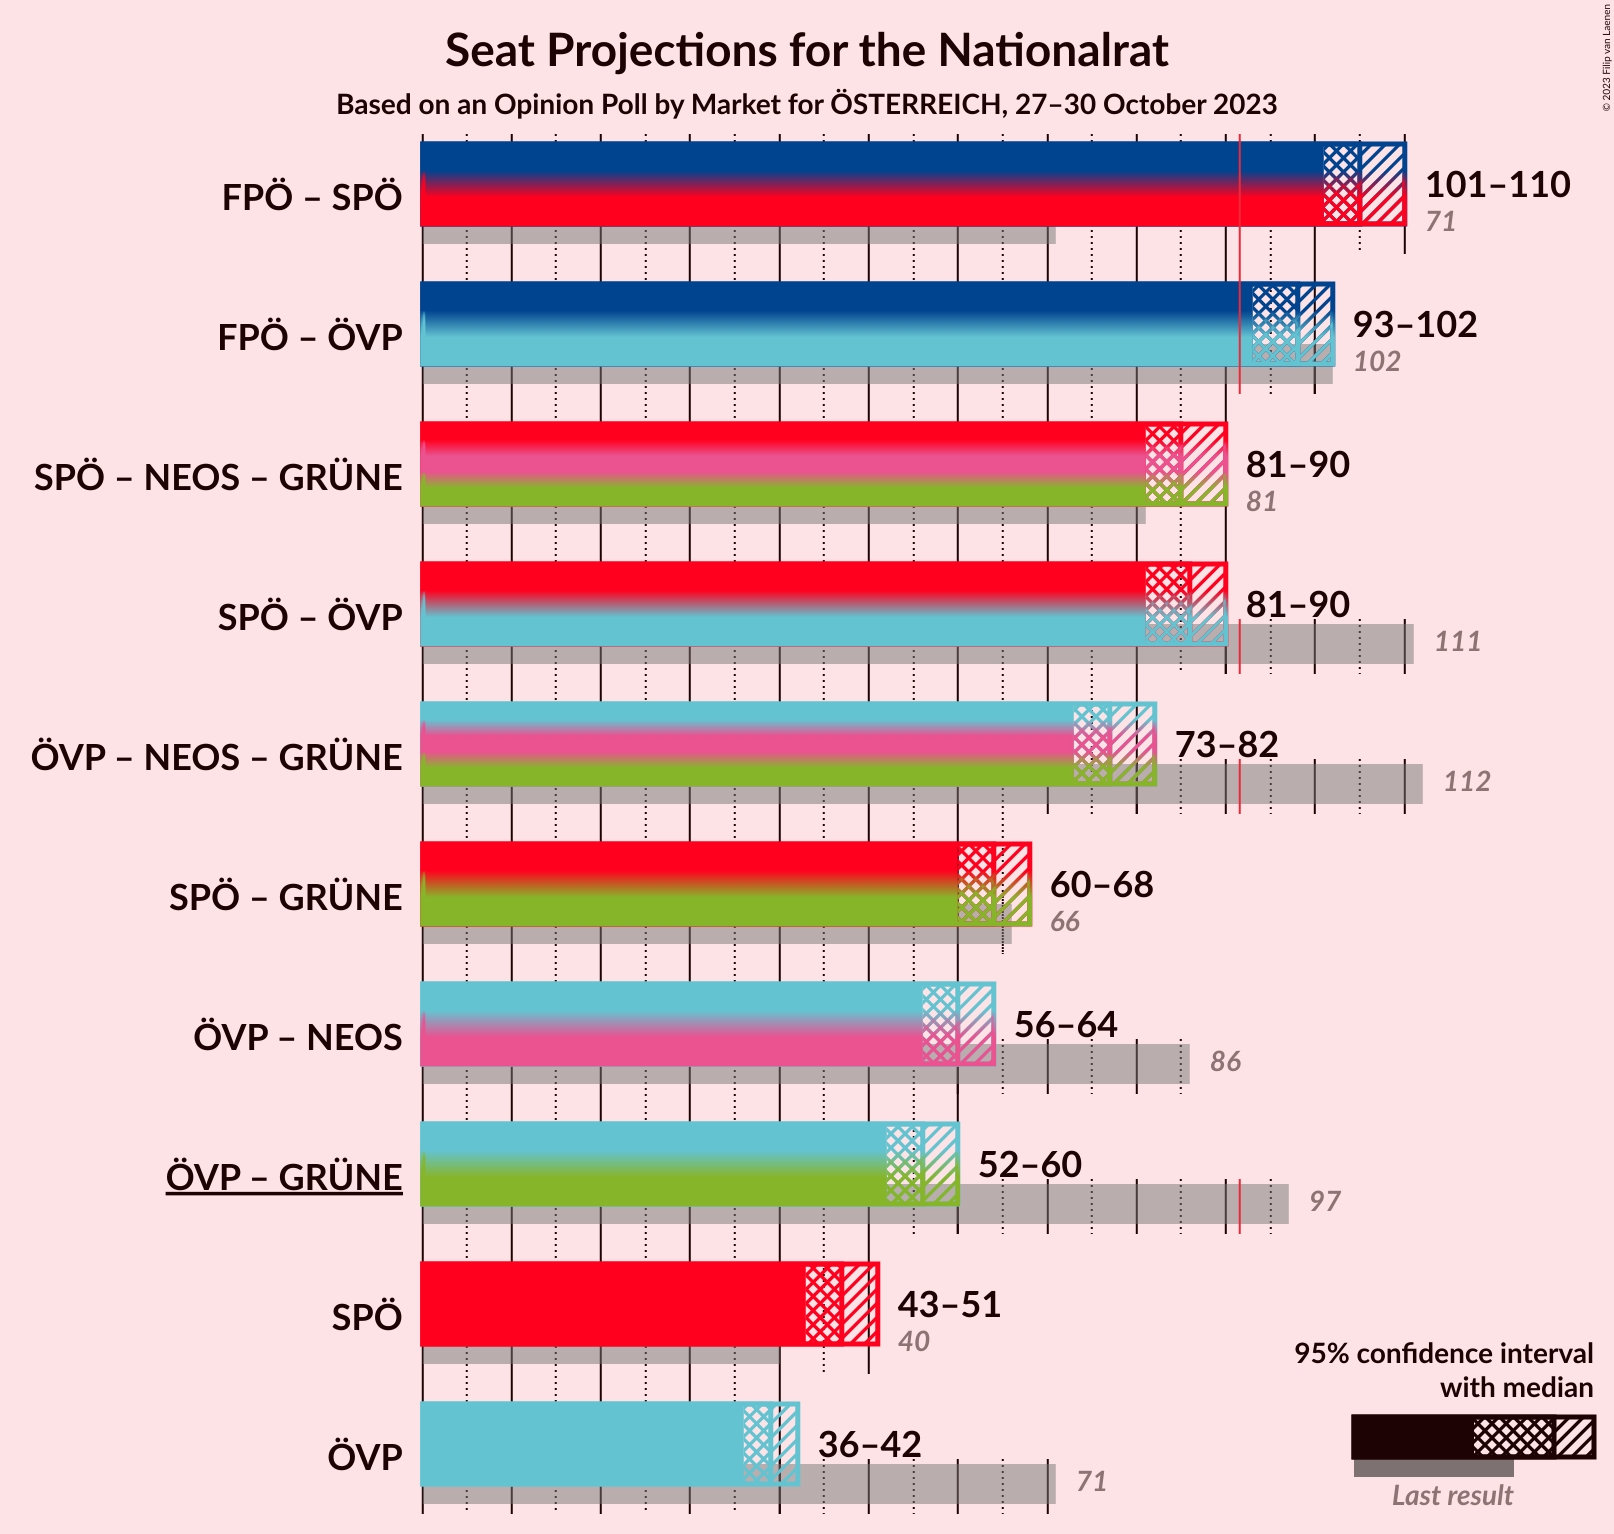 Seat Projections for the Nationalrat
Based on an Opinion Poll by Market for ÖSTERREICH, 27–30 October 2023
© 2023 Filip van Laenen
FPÖ – SPÖ
101–110
71
FPÖ – ÖVP
93–102
102
SPÖ – NEOS – GRÜNE
81–90
81
SPÖ – ÖVP
81–90
111
ÖVP – NEOS – GRÜNE
73–82
112
SPÖ – GRÜNE
60–68
66
ÖVP – NEOS
56–64
86
ÖVP – GRÜNE
52–60
97
SPÖ
43–51
40
ÖVP
36–42
71
95% confidence interval
with median
Last result